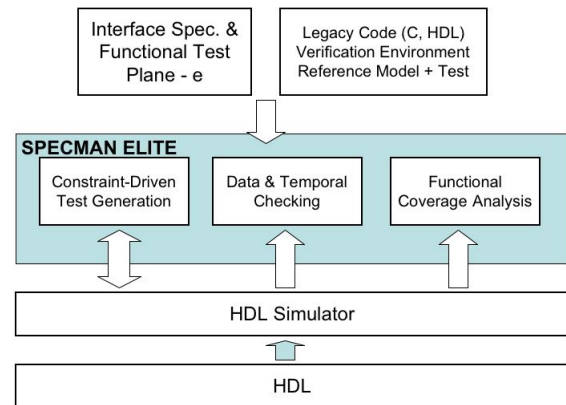 Interface Spec. &
Functional Test
Plane - e
Legacy Code (C, HDL)
Verification Environment
Reference Model + Test
SPECMAN ELITE
Constraint-Driven
Test Generation
Data & Temporal
Checking
Functional
Coverage Analysis
HDL Simulator
HDL